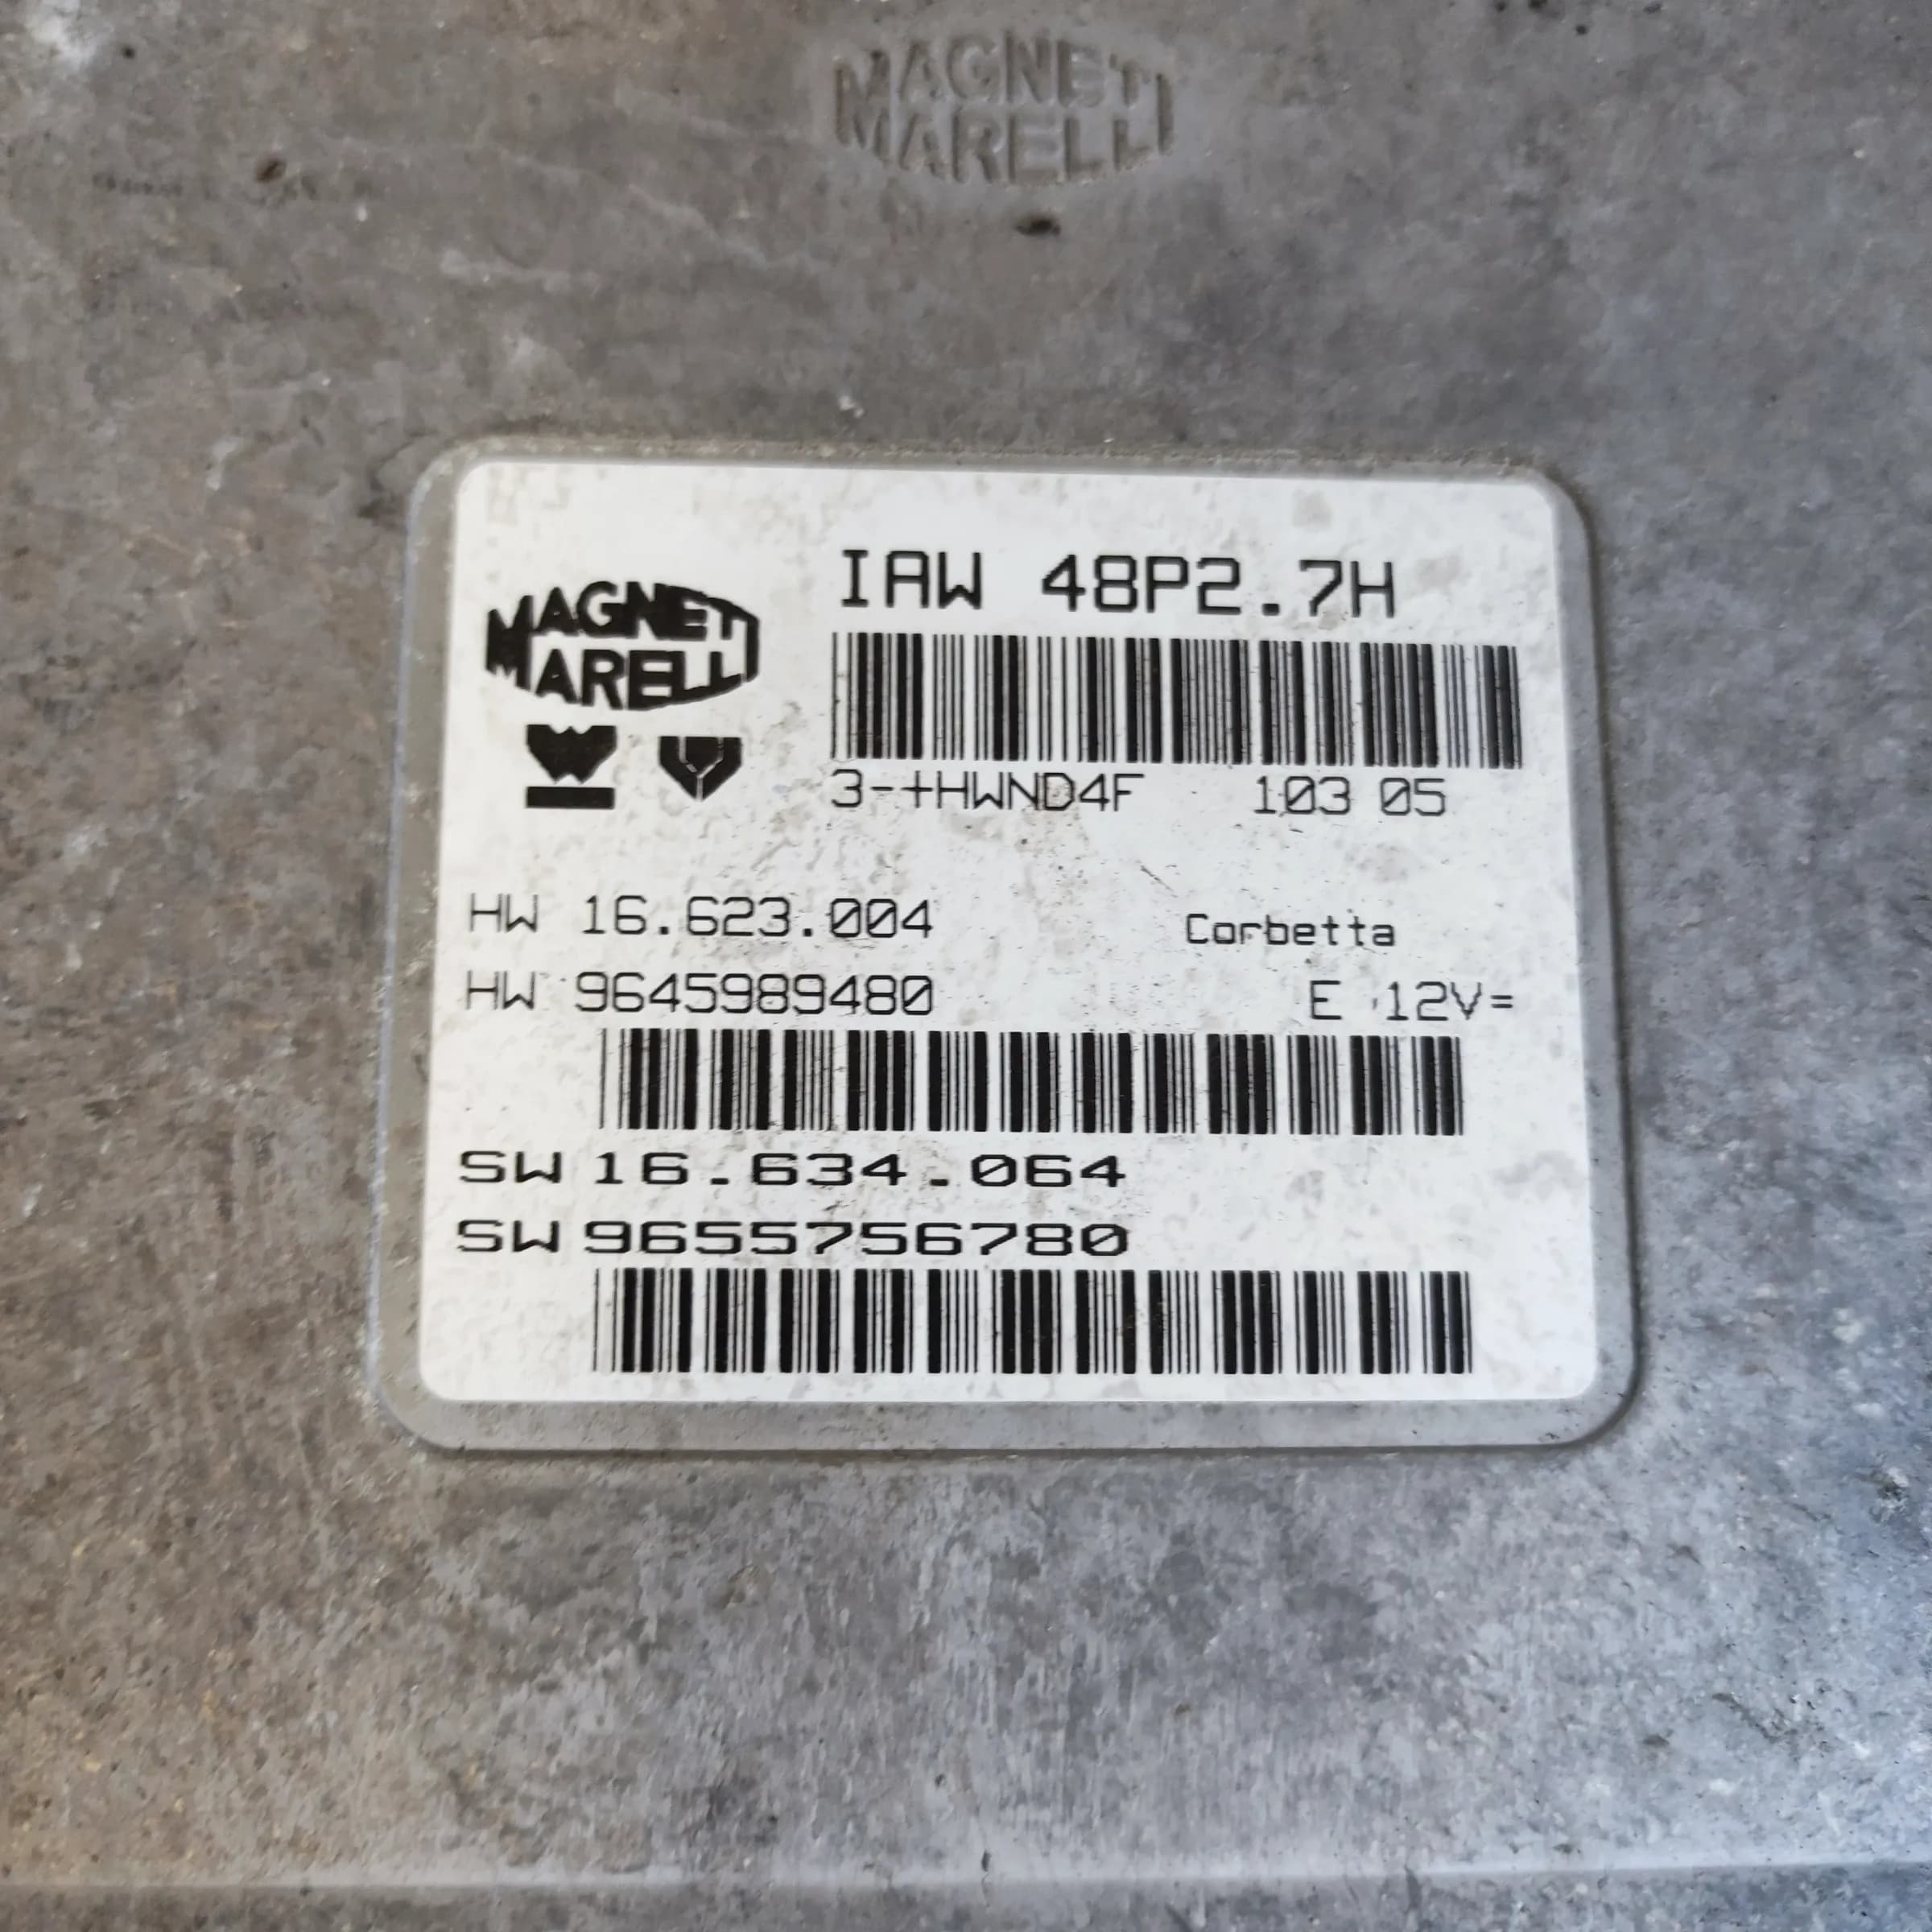 MAGNETI
MARELLI
MAGNETI
MARELLI
IAW 48P2.7H
3-+HWND4F 103 05
HW 16.623.004 Corbetta
HW 9645989480 E 12V=
SW 16.634.064
SW 9655756780